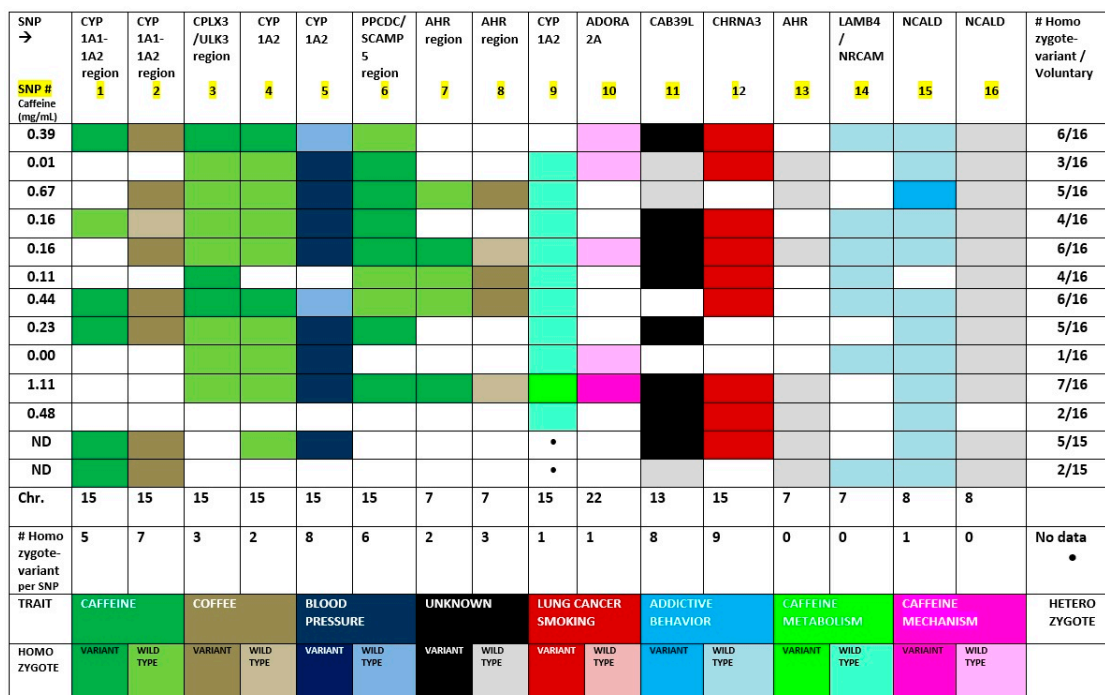 SNP → CYP 1A1-1A2 region CYP 1A1-1A2 region CPLX3 /ULK3 region CYP 1A2 CYP 1A2 PPCDC/ SCAMP 5 region AHR region AHR region CYP 1A2 ADORA 2A CAB39L CHRNA3 AHR LAMB4 / NRCAM NCALD NCALD # Homo zygote-variant / Voluntary
SNP # 1 2 3 4 5 6 7 8 9 10 11 12 13 14 15 16
Caffeine (mg/mL)
0.39 6/16
0.01 3/16
0.67 5/16
0.16 4/16
0.16 6/16
0.11 4/16
0.44 6/16
0.23 5/16
0.00 1/16
1.11 7/16
0.48 2/16
ND • 5/15
ND • 2/15
Chr. 15 15 15 15 15 15 7 7 15 22 13 15 7 7 8 8
# Homo zygote-variant per SNP 5 7 3 2 8 6 2 3 1 1 8 9 0 0 1 0 No data •
TRAIT CAFFEINE COFFEE BLOOD PRESSURE UNKNOWN LUNG CANCER SMOKING ADDICTIVE BEHAVIOR CAFFEINE METABOLISM CAFFEINE MECHANISM HETERO ZYGOTE
HOMO ZYGOTE VARIANT WILD TYPE VARIANT WILD TYPE VARIANT WILD TYPE VARIANT WILD TYPE VARIANT WILD TYPE VARIANT WILD TYPE VARIANT WILD TYPE VARIANT WILD TYPE